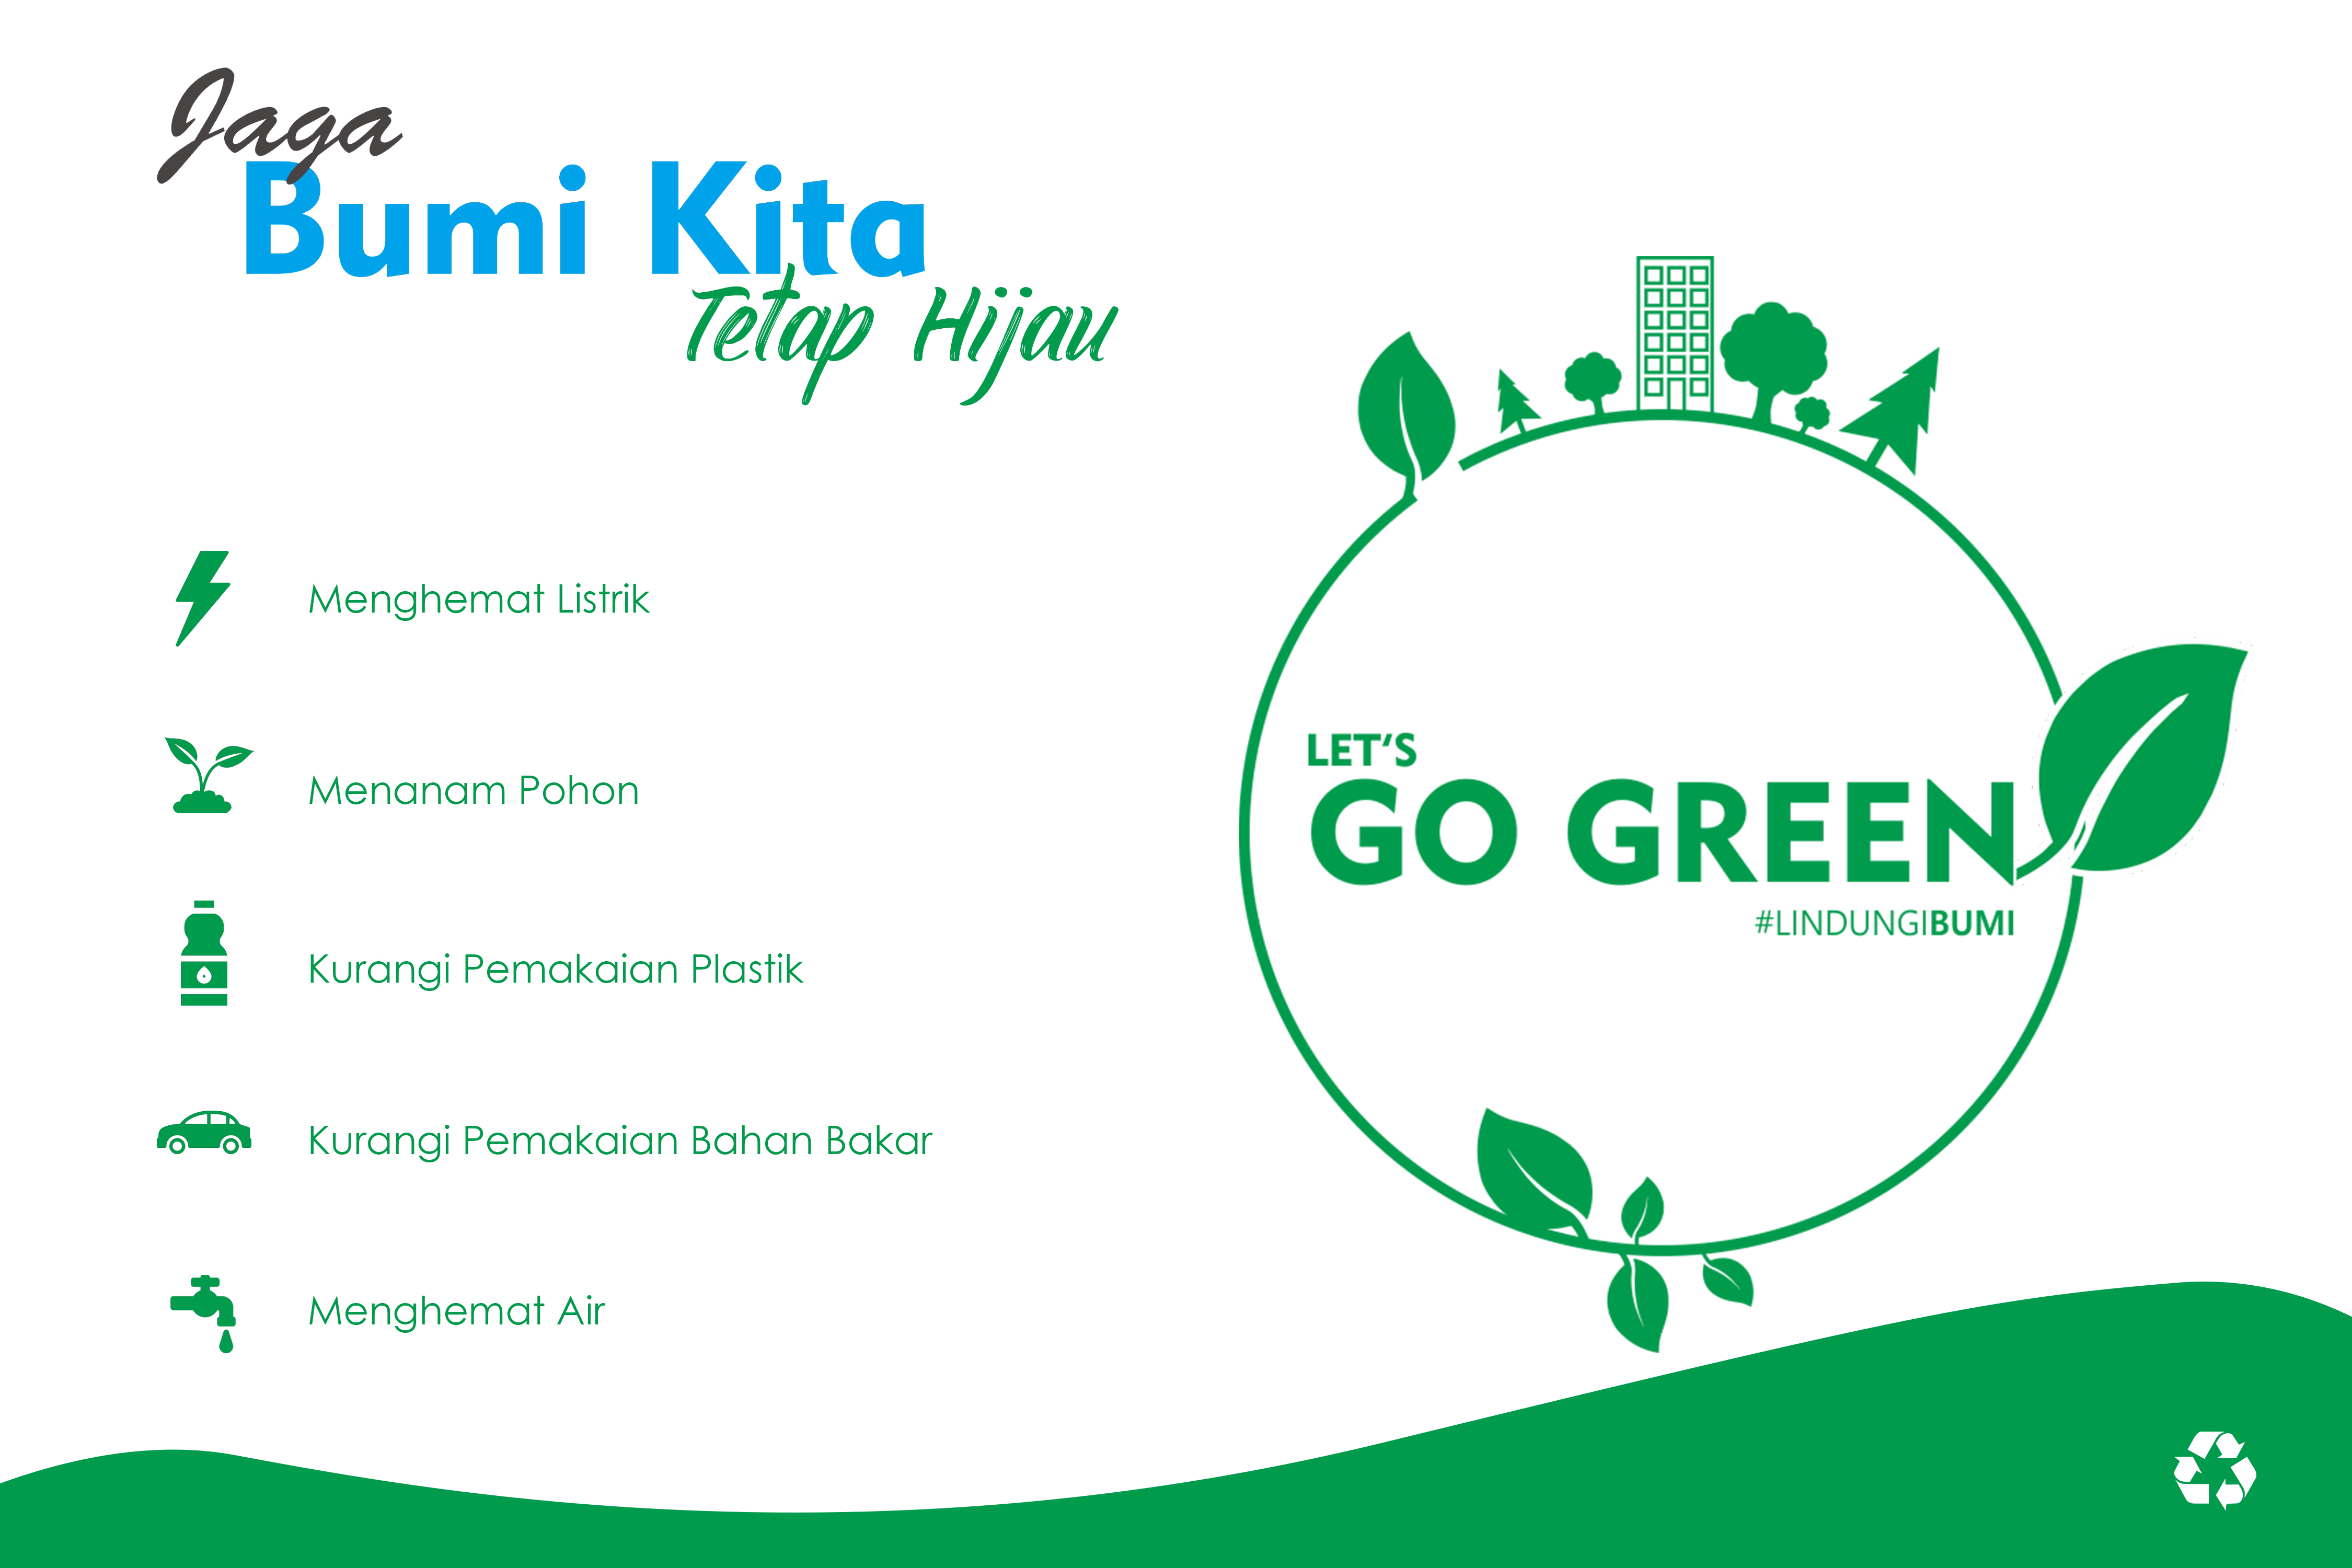 Jaga
Bumi Kita
Tetap Hijau
Menghemat Listrik
Menanam Pohon
Kurangi Pemakaian Plastik
Kurangi Pemakaian Bahan Bakar
Menghemat Air
LET'S
GO GREEN
#LINDUNGIBUMI